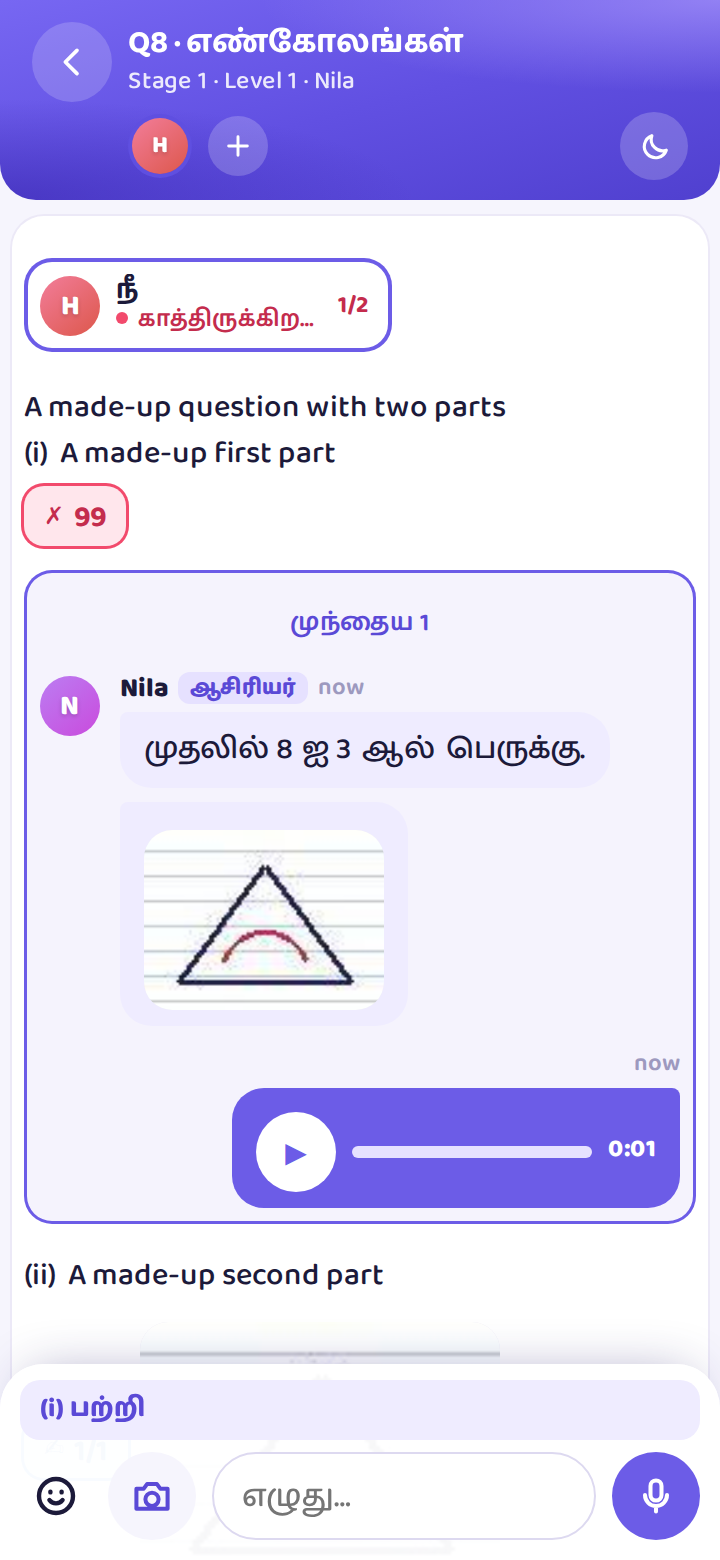 Q8 · எண்கோலங்கள்
Stage 1 · Level 1 · Nila
H +
H நீ
காத்திருக்கிற... 1/2
A made-up question with two parts
(i) A made-up first part
✗ 99
முந்தைய 1
N Nila ஆசிரியர் now
முதலில் 8 ஐ 3 ஆல் பெருக்கு.
now
0:01
(ii) A made-up second part
(i) பற்றி
1/1
எழுது...